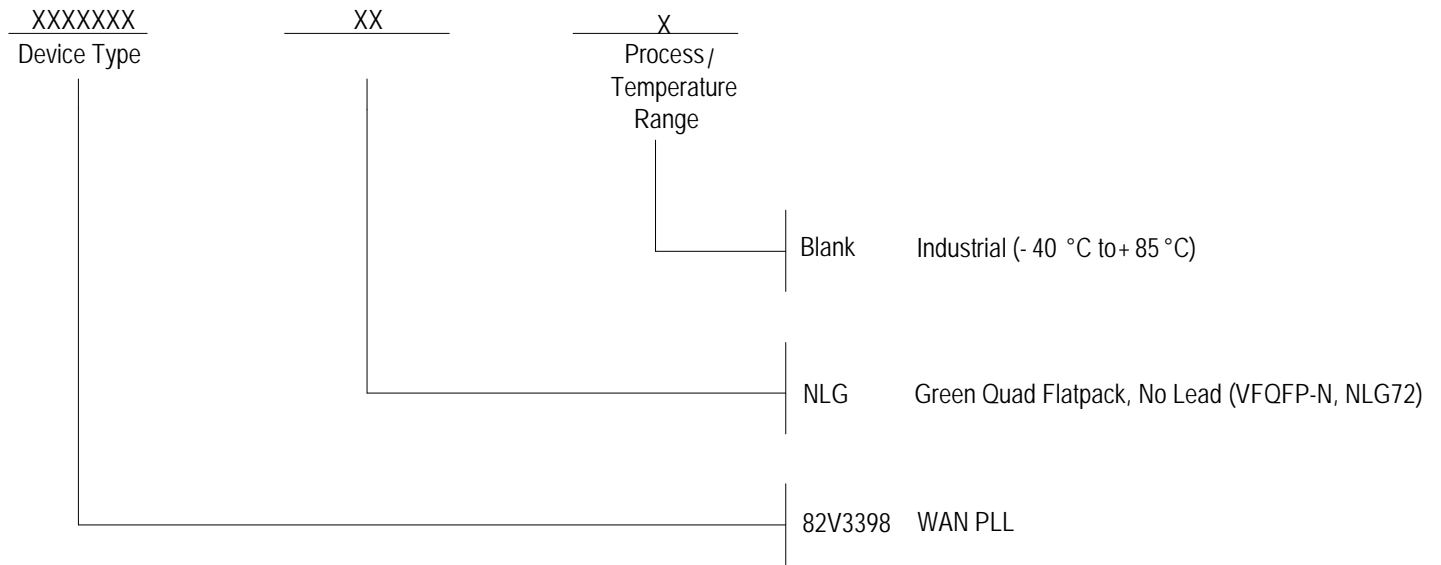 XXXXXXX XX X
Device Type Process/
Temperature
Range
Blank Industrial (- 40 °C to+ 85 °C)
NLG Green Quad Flatpack, No Lead (VFQFP-N, NLG72)
82V3398 WAN PLL